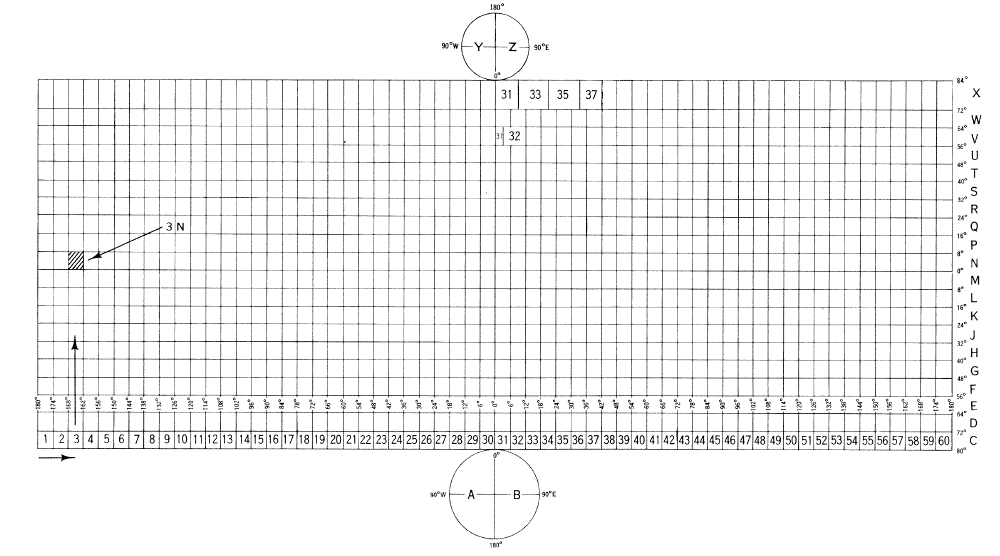 180°
90°W Y Z 90°E
0°
84°
31 33 35 37 X
72°
W
64°
31 32 V
56°
U
48°
T
40°
S
32°
R
24°
3 N Q
16°
P
8°
N
0°
M
8°
L
16°
K
24°
J
32°
H
40°
G
48°
F
56°
E
180° 174° 168° 162° 156° 150° 144° 138° 132° 126° 120° 114° 108° 102° 96° 90° 84° 78° 72° 66° 60° 54° 48° 42° 36° 30° 24° 18° 12° 6° 0° 6° 12° 18° 24° 30° 36° 42° 48° 54° 60° 66° 72° 78° 84° 90° 96° 102° 108° 114° 120° 126° 132° 138° 144° 150° 156° 162° 168° 174° 180°
64°
D
72°
1 2 3 4 5 6 7 8 9 10 11 12 13 14 15 16 17 18 19 20 21 22 23 24 25 26 27 28 29 30 31 32 33 34 35 36 37 38 39 40 41 42 43 44 45 46 47 48 49 50 51 52 53 54 55 56 57 58 59 60 C
80°
0°
90°W A B 90°E
180°